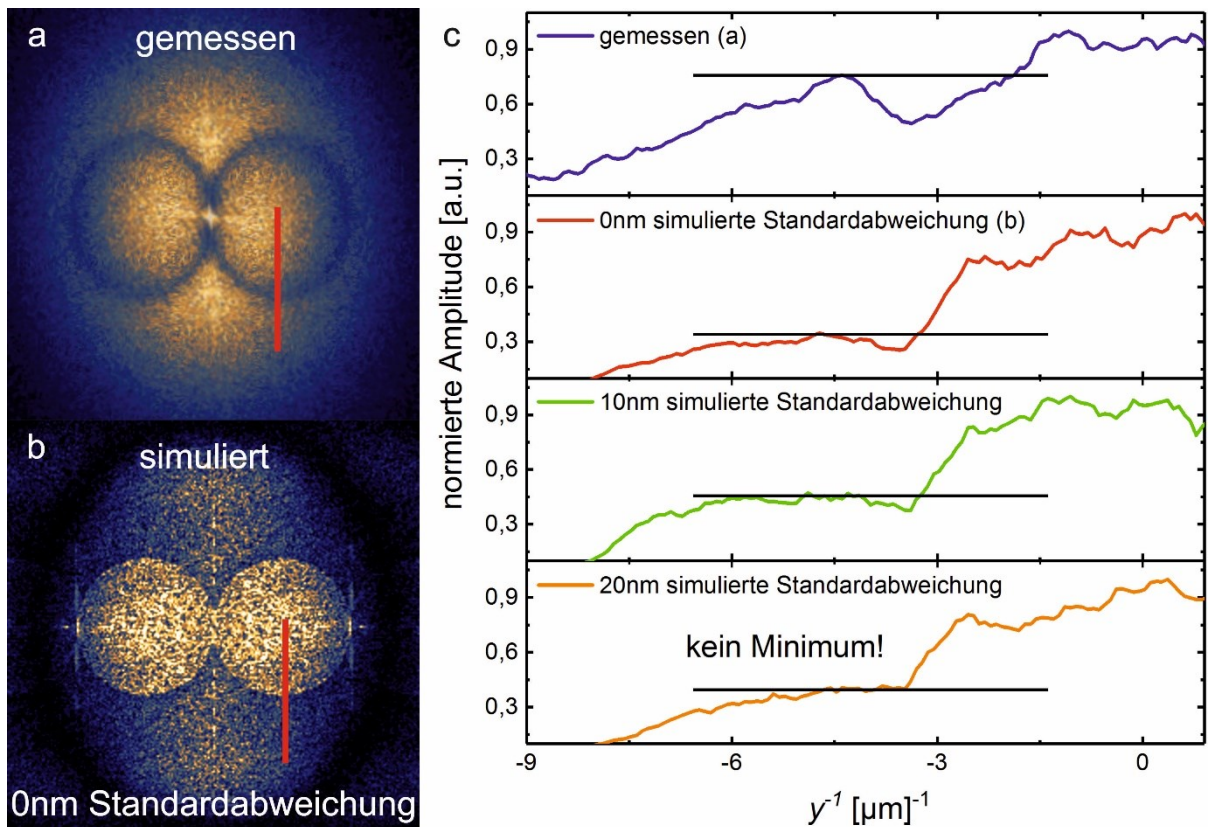 a
gemessen
b
simuliert
0nm Standardabweichung
c
normierte Amplitude [a.u.]
gemessen (a)
0,9
0,6
0,3
0nm simulierte Standardabweichung (b)
0,9
0,6
0,3
10nm simulierte Standardabweichung
0,9
0,6
0,3
20nm simulierte Standardabweichung
0,9
kein Minimum!
0,6
0,3
-9 -6 -3 0
y⁻¹ [µm]⁻¹